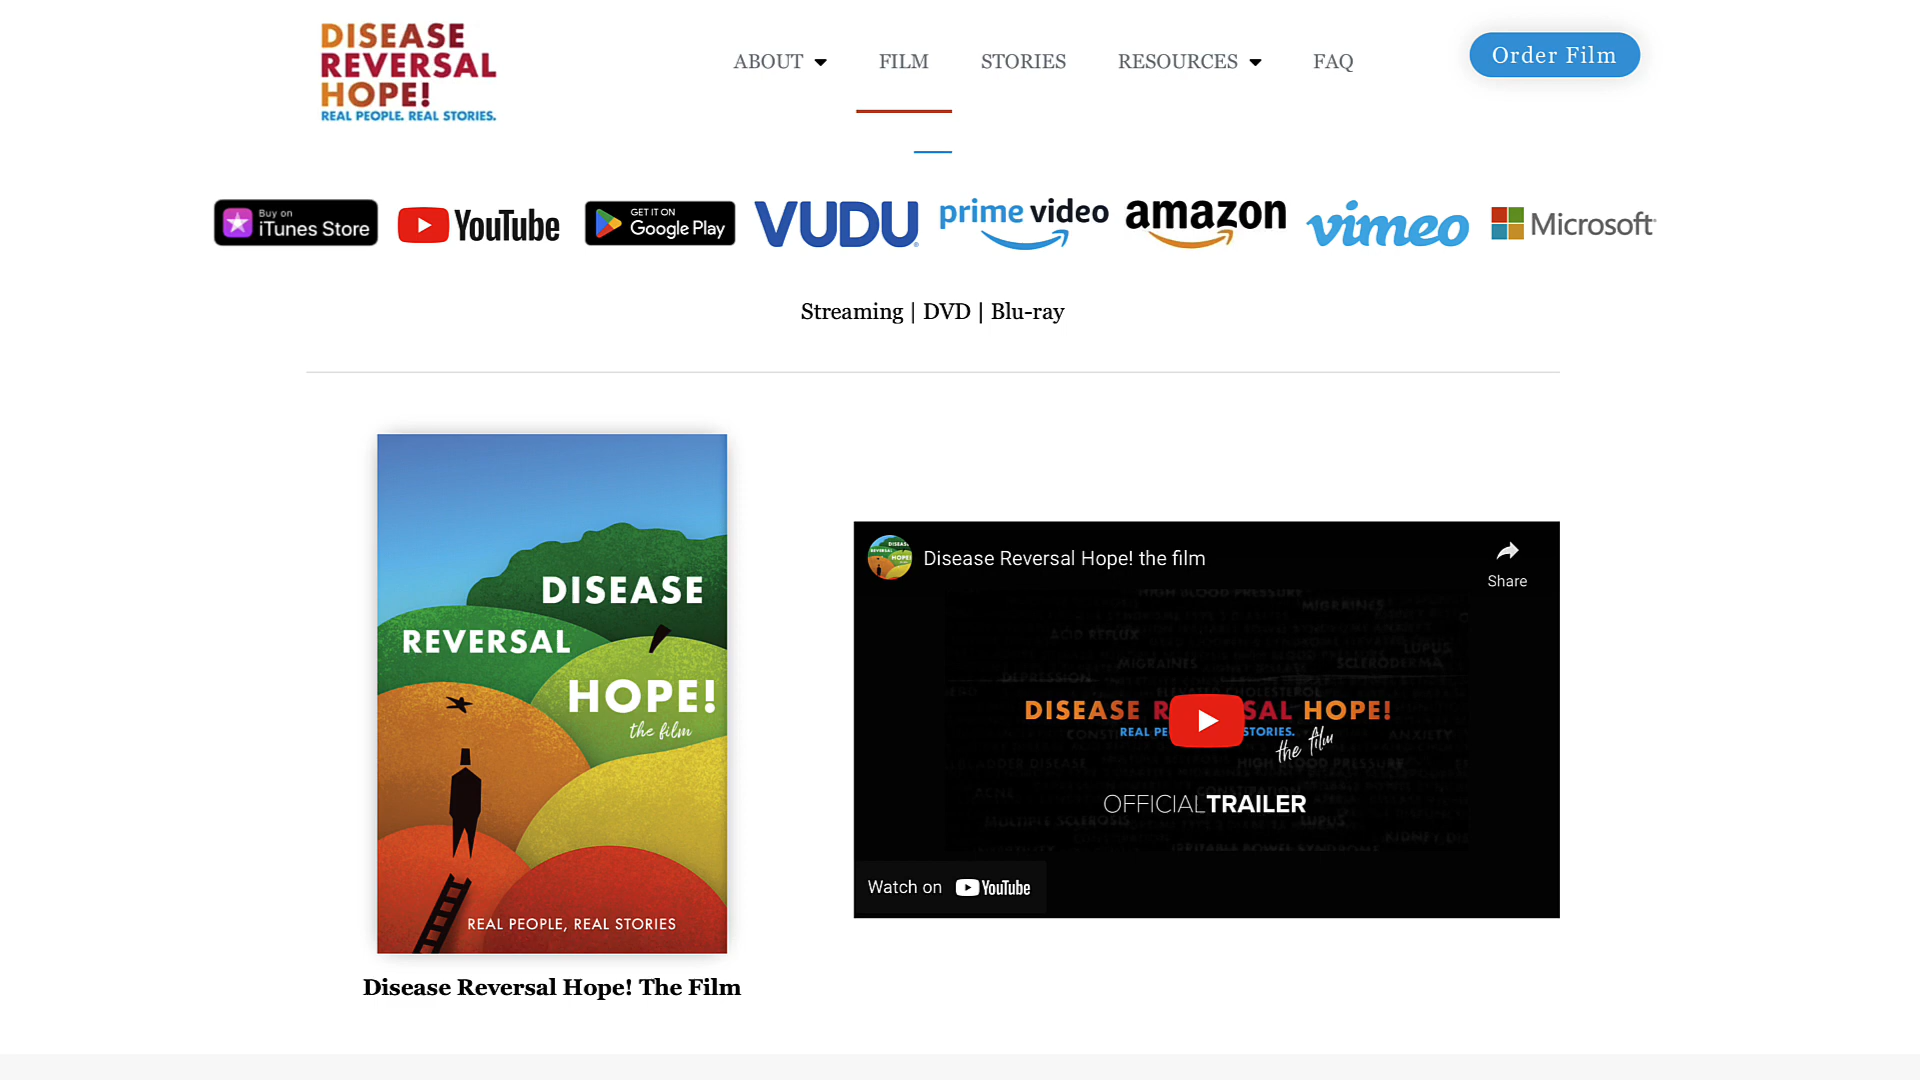 DISEASE
REVERSAL
HOPE!
REAL PEOPLE. REAL STORIES.
ABOUT
FILM
STORIES
RESOURCES
FAQ
Order Film
Buy on
iTunes Store
YouTube
GET IT ON
Google Play
VUDU
prime video
amazon
vimeo
Microsoft
Streaming | DVD | Blu-ray
DISEASE
REVERSAL
HOPE!
the film
REAL PEOPLE, REAL STORIES
Disease Reversal Hope! The Film
Disease Reversal Hope! the film
Share
HIGH BLOOD PRESSURE
MIGRAINES
ACID REFLUX
LUPUS
MIGRAINES
SCLERODERMA
DEPRESSION
ELEVATED CHOLESTEROL
DISEASE R SAL HOPE!
REAL PE STORIES.
the film
ANXIETY
HIGH BLOOD PRESSURE
ACNE
OFFICIAL TRAILER
MULTIPLE SCLEROSIS
LUPUS
IRRITABLE BOWEL SYNDROME
Watch on YouTube